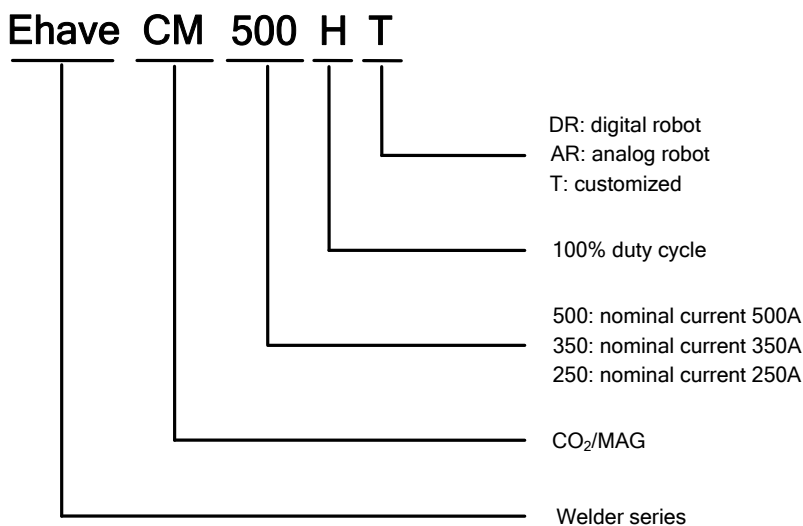 Ehave CM 500 H T
DR: digital robot
AR: analog robot
T: customized
100% duty cycle
500: nominal current 500A
350: nominal current 350A
250: nominal current 250A
CO₂/MAG
Welder series